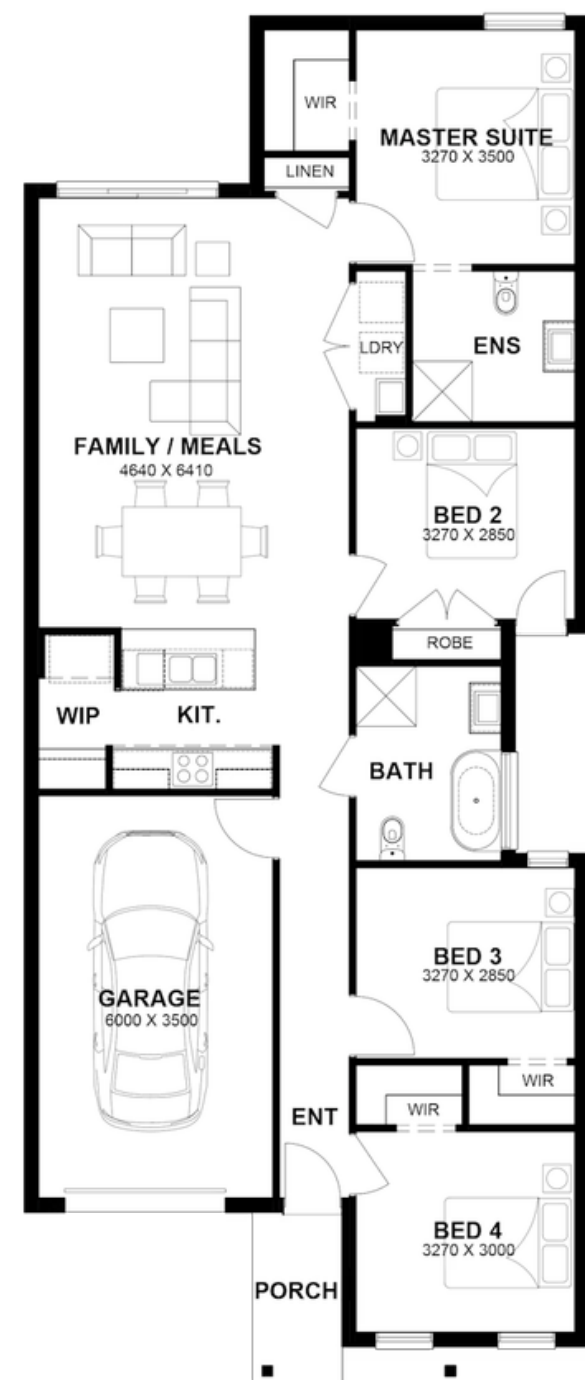 WIR
MASTER SUITE
3270 X 3500
LINEN
LDRY
ENS
FAMILY / MEALS
4640 X 6410
BED 2
3270 X 2850
ROBE
WIP
KIT.
BATH
BED 3
3270 X 2850
GARAGE
6000 X 3500
WIR
WIR
ENT
BED 4
3270 X 3000
PORCH